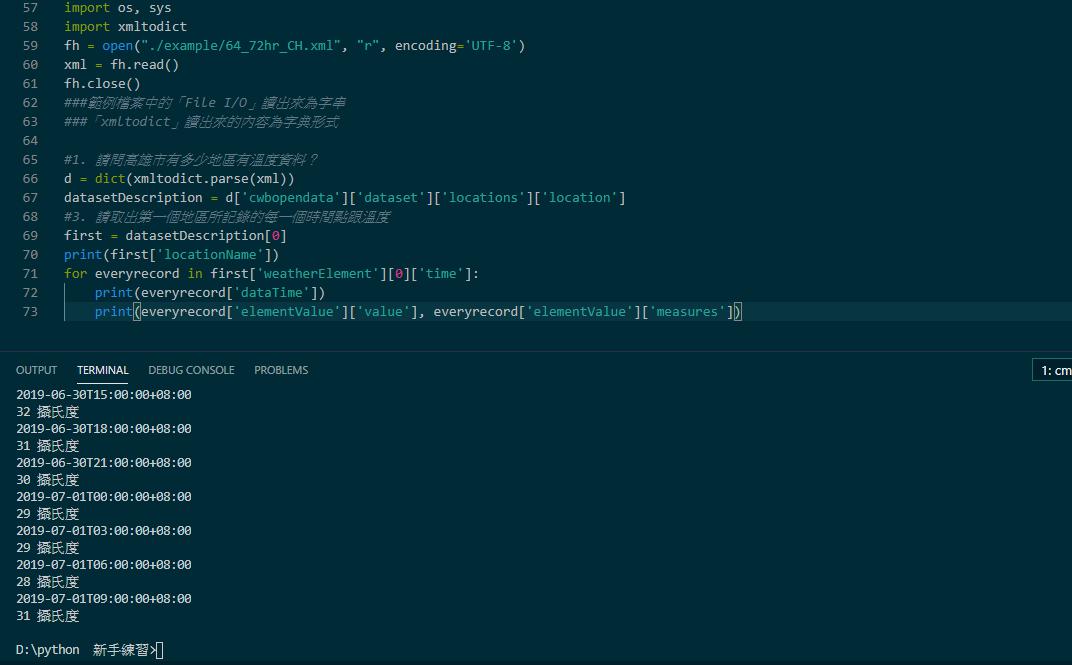 57 import os, sys
58 import xmltodict
59 fh = open("./example/64_72hr_CH.xml", "r", encoding='UTF-8')
60 xml = fh.read()
61 fh.close()
62 ###範例檔案中的「File I/O」讀出來為字串
63 ###「xmltodict」讀出來的內容為字典形式
64
65 #1. 請問高雄市有多少地區有溫度資料？
66 d = dict(xmltodict.parse(xml))
67 datasetDescription = d['cwbopendata']['dataset']['locations']['location']
68 #3. 請取出第一個地區所記錄的每一個時間點跟溫度
69 first = datasetDescription[0]
70 print(first['locationName'])
71 for everyrecord in first['weatherElement'][0]['time']:
72     print(everyrecord['dataTime'])
73     print(everyrecord['elementValue']['value'], everyrecord['elementValue']['measures'])
OUTPUT TERMINAL DEBUG CONSOLE PROBLEMS 1: cm
2019-06-30T15:00:00+08:00
32 攝氏度
2019-06-30T18:00:00+08:00
31 攝氏度
2019-06-30T21:00:00+08:00
30 攝氏度
2019-07-01T00:00:00+08:00
29 攝氏度
2019-07-01T03:00:00+08:00
29 攝氏度
2019-07-01T06:00:00+08:00
28 攝氏度
2019-07-01T09:00:00+08:00
31 攝氏度
D:\python 新手練習>